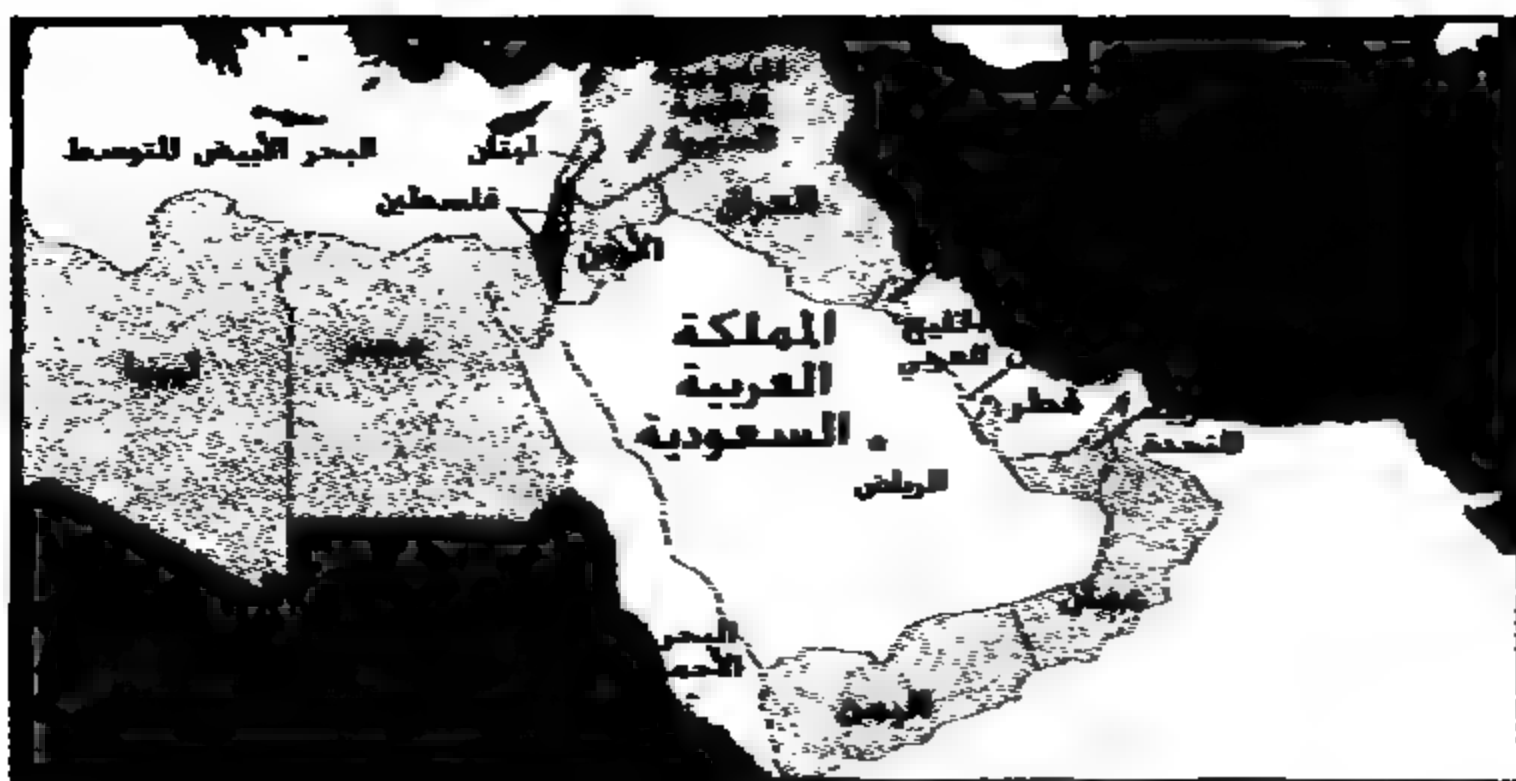 البحر الأبيض المتوسط
لبنان
فلسطين
العراق
الأردن
ليبيا
مصر
المملكة
العربية
السعودية
الرياض
الخليج
قطر
البحر
الأحمر
عمان
اليمن